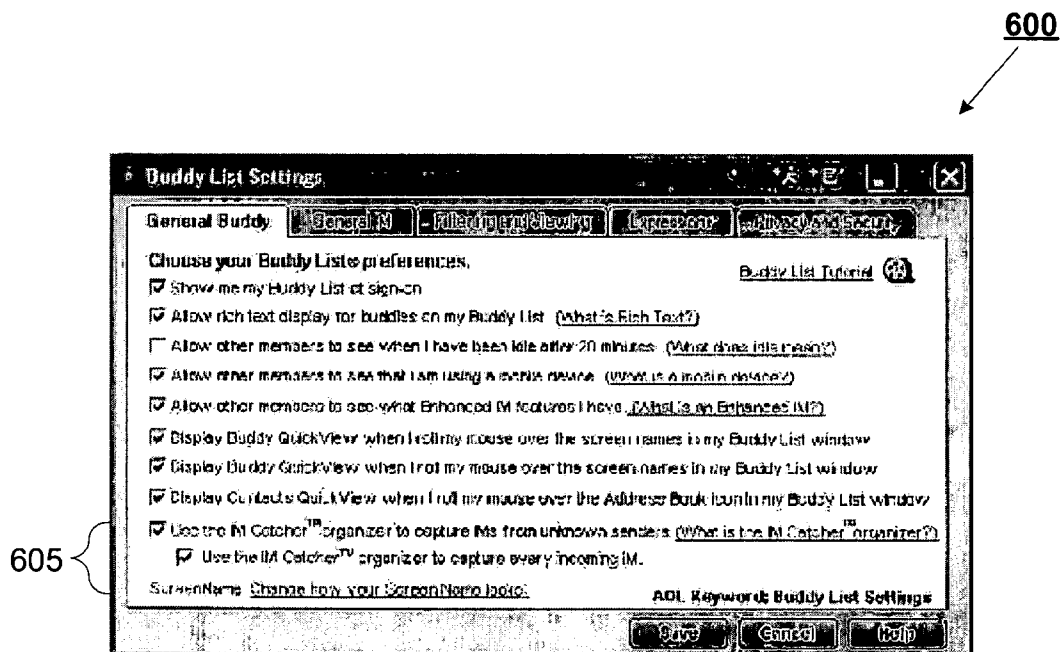 600
Buddy List Settings
General Buddy General IM Filtering and Viewing Expressions Privacy and Security
Choose your Buddy Lists preferences.
Buddy List Tutorial
Show me my Buddy List at sign-on
Allow rich text display for buddies on my Buddy List (What is Rich Text?)
Allow other members to see when I have been idle after 20 minutes. (What does idle mean?)
Allow other members to see that I am using a mobile device (What is a mobile device?)
Allow other members to see what Enhanced IM features I have. (What is an Enhanced IM?)
Display Buddy QuickView when I roll my mouse over the screen names in my Buddy List window
Display Buddy QuickView when I roll my mouse over the screen names in my Buddy List window
Display Contacts QuickView when I roll my mouse over the Address Book icon in my Buddy List window
605
Use the IM Catcher™ organizer to capture IMs from unknown senders (What is the IM Catcher™ organizer?)
Use the IM Catcher™ organizer to capture every incoming IM.
ScreenName Change how your ScreenName looks!
AOL Keyword: Buddy List Settings
Save Cancel Help